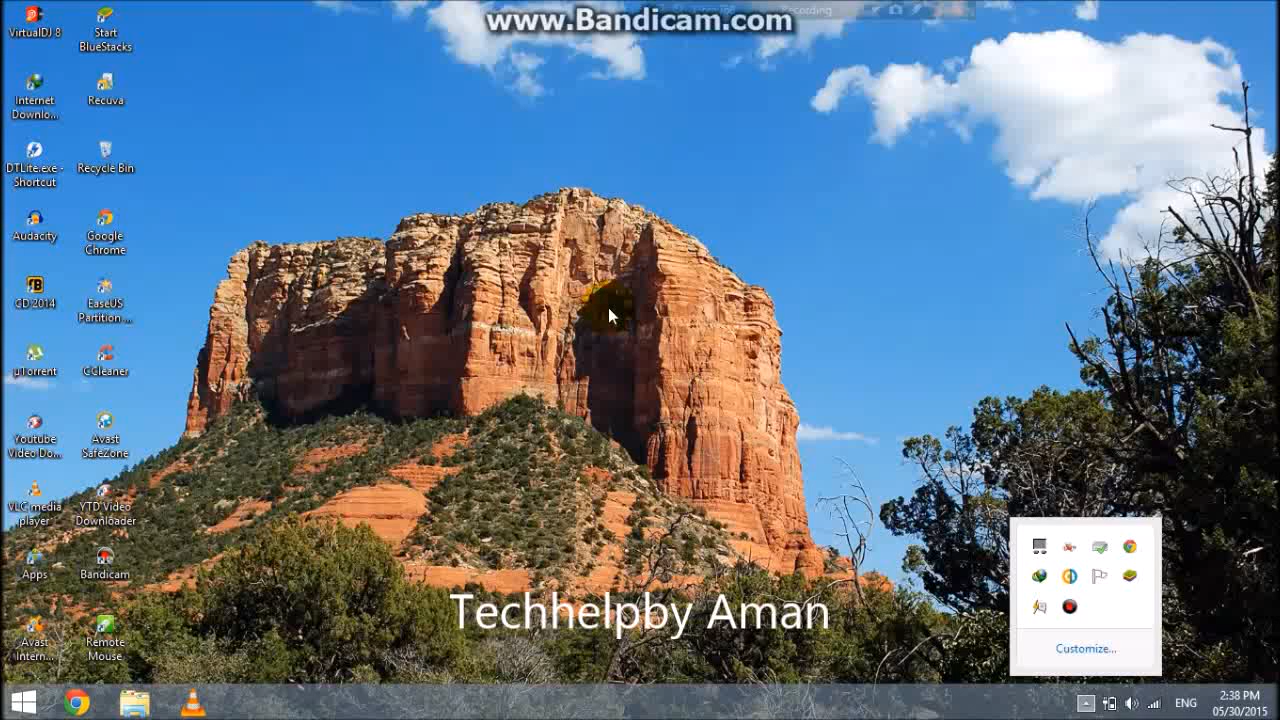 www.Bandicam.com
Recording
VirtualDJ 8
Start
BlueStacks
Internet
Downlo...
Recuva
DTLite.exe -
Shortcut
Recycle Bin
Audacity
Google
Chrome
CD 2014
EaseUS
Partition ...
µTorrent
CCleaner
Youtube
Video Do...
Avast
SafeZone
VLC media
player
YTD Video
Downloader
Apps
Bandicam
Avast
Intern...
Remote
Mouse
Techhelpby Aman
Customize...
ENG
2:38 PM
05/30/2015